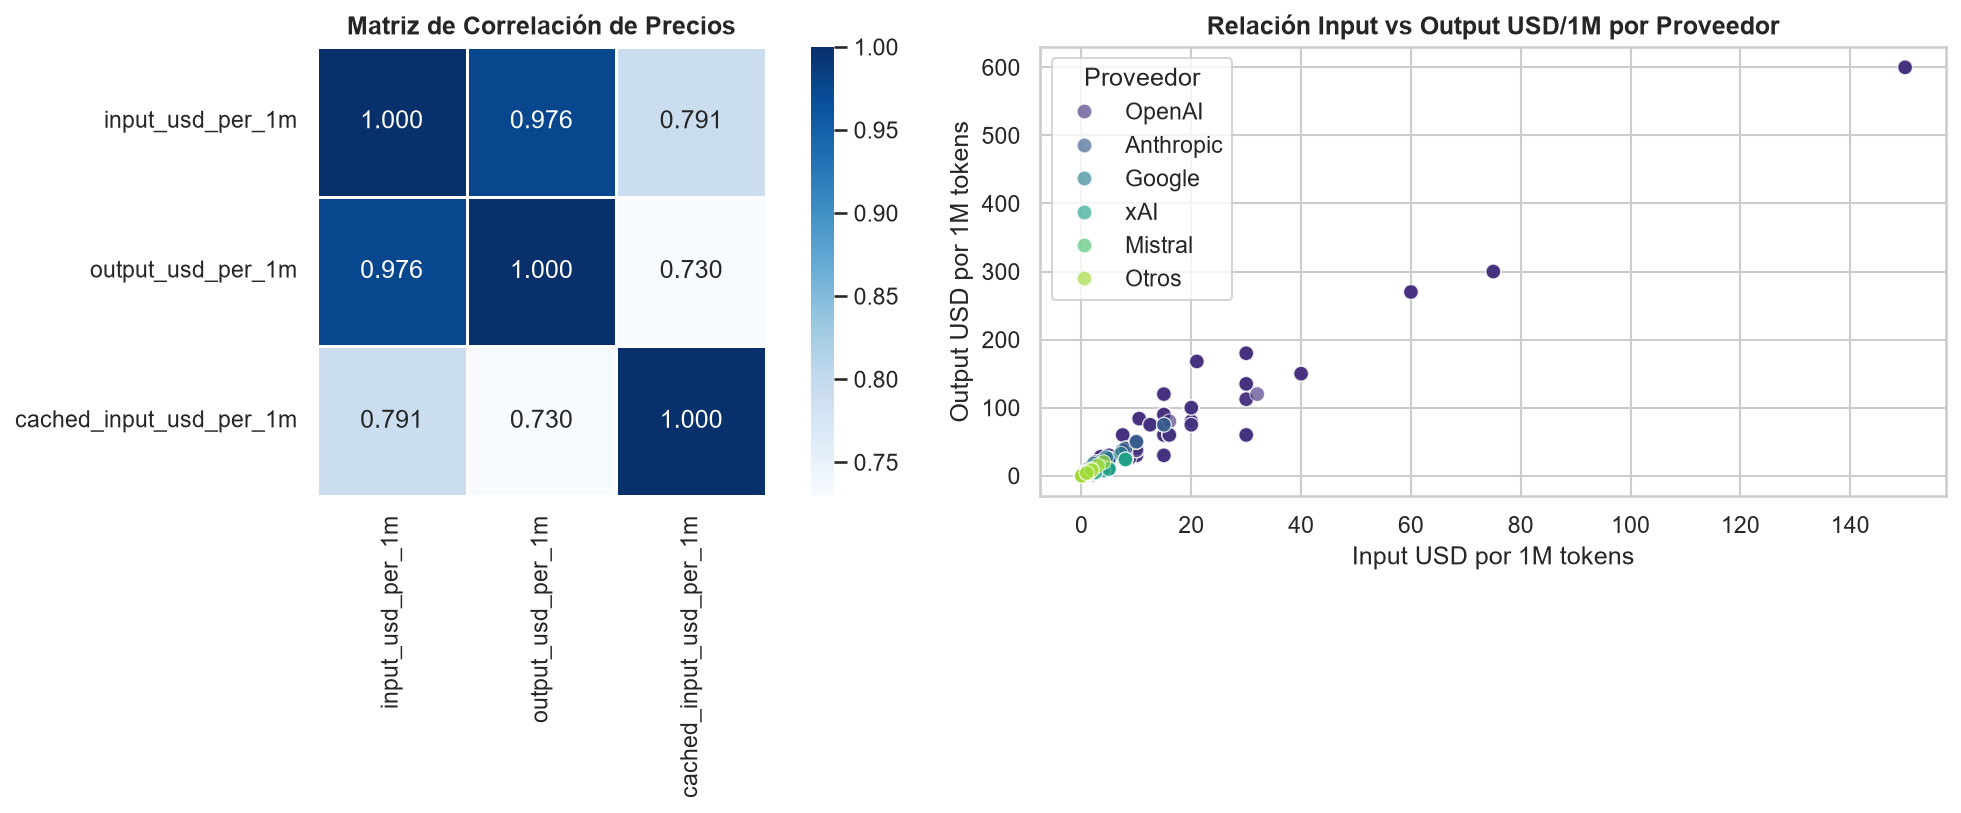 Matriz de Correlación de Precios
input_usd_per_1m
output_usd_per_1m
cached_input_usd_per_1m
1.000 0.976 0.791
0.976 1.000 0.730
0.791 0.730 1.000
input_usd_per_1m
output_usd_per_1m
cached_input_usd_per_1m
1.00
0.95
0.90
0.85
0.80
0.75
Relación Input vs Output USD/1M por Proveedor
Output USD por 1M tokens
600
500
400
300
200
100
0
Proveedor
OpenAI
Anthropic
Google
xAI
Mistral
Otros
0 20 40 60 80 100 120 140
Input USD por 1M tokens